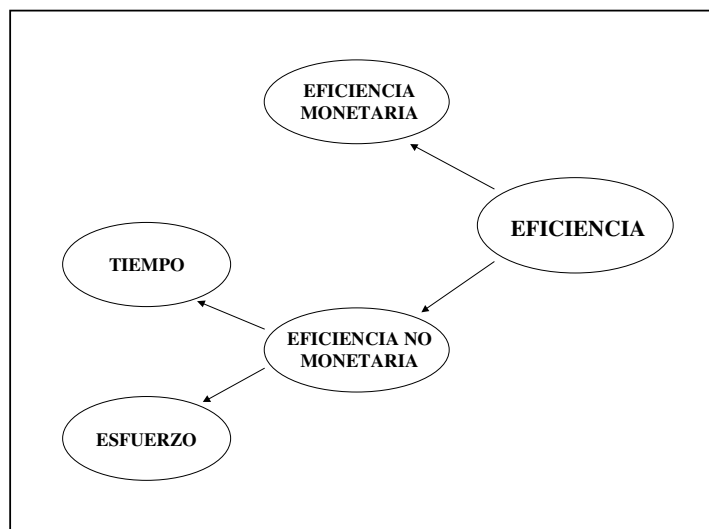 EFICIENCIA
MONETARIA
EFICIENCIA
TIEMPO
EFICIENCIA NO
MONETARIA
ESFUERZO